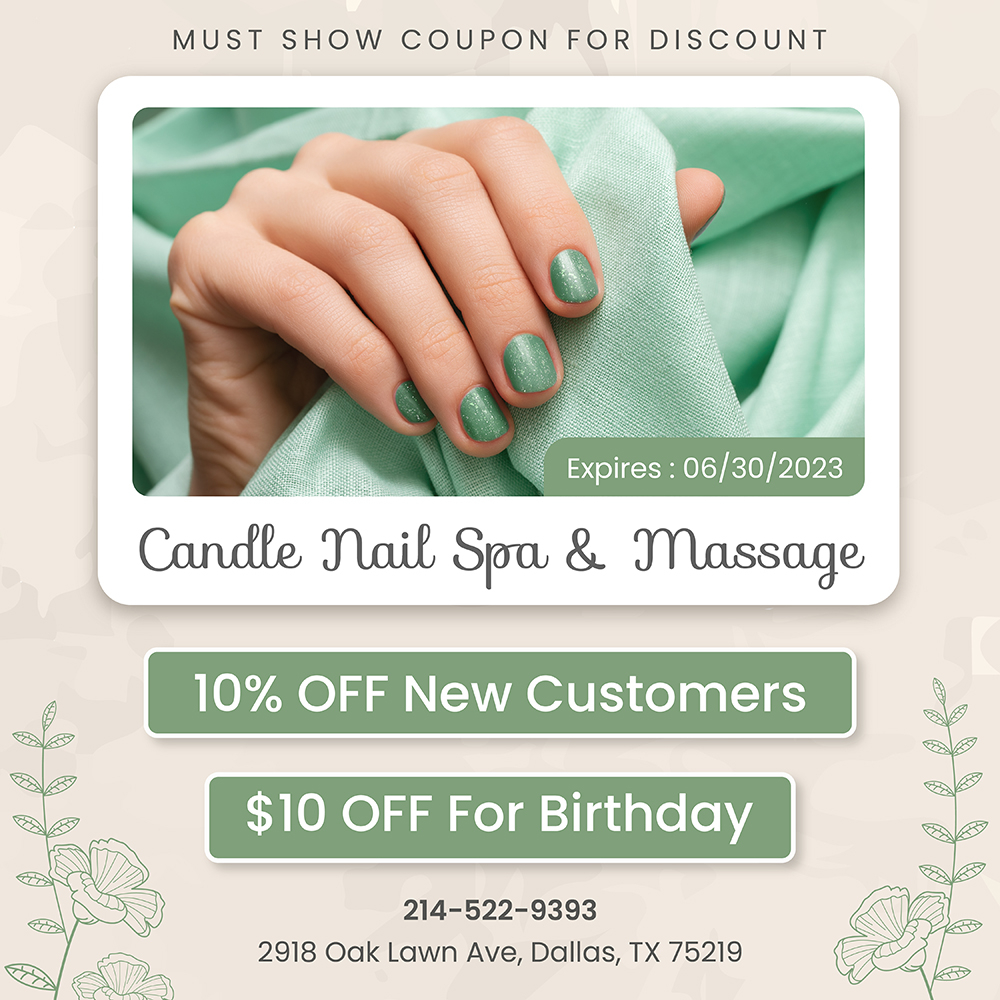 MUST SHOW COUPON FOR DISCOUNT
Expires : 06/30/2023
Candle Nail Spa & Massage
10% OFF New Customers
$10 OFF For Birthday
214-522-9393
2918 Oak Lawn Ave, Dallas, TX 75219